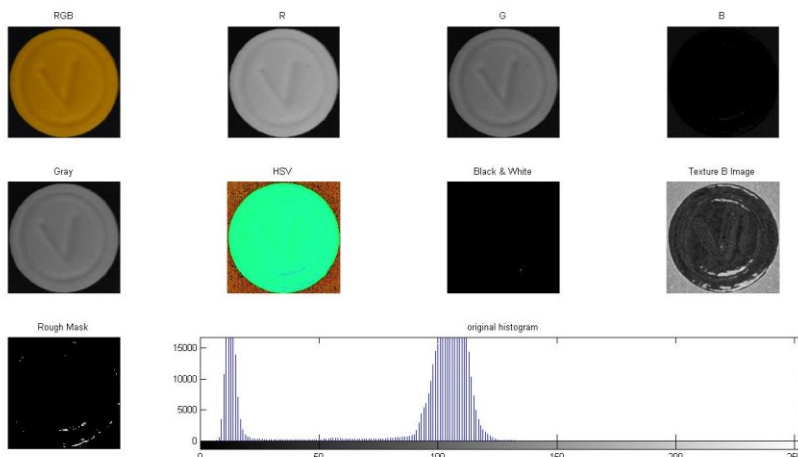 RGB R G B
Gray HSV Black & White Texture B Image
Rough Mask original histogram
15000
10000
5000
0
0 50 100 150 200 250